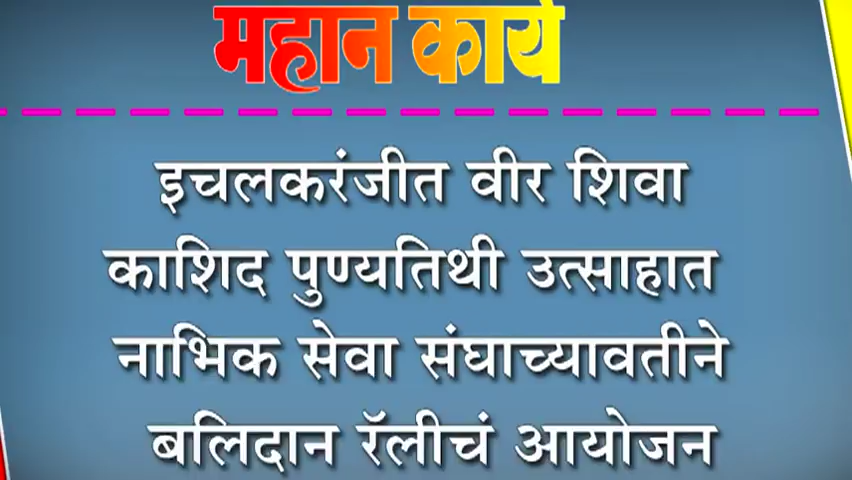 महान कार्य
इचलकरंजीत वीर शिवा
काशिद पुण्यतिथी उत्साहात
नाभिक सेवा संघाच्यावतीने
बलिदान रॅलीचं आयोजन